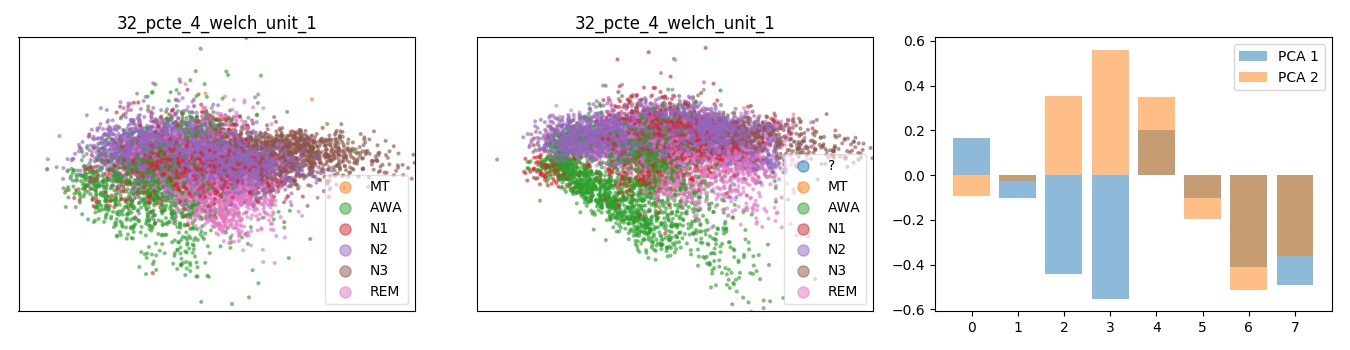 32_pcte_4_welch_unit_1
MT
AWA
N1
N2
N3
REM
32_pcte_4_welch_unit_1
?
MT
AWA
N1
N2
N3
REM
0.6
0.4
0.2
0.0
−0.2
−0.4
−0.6
PCA 1
PCA 2
0 1 2 3 4 5 6 7